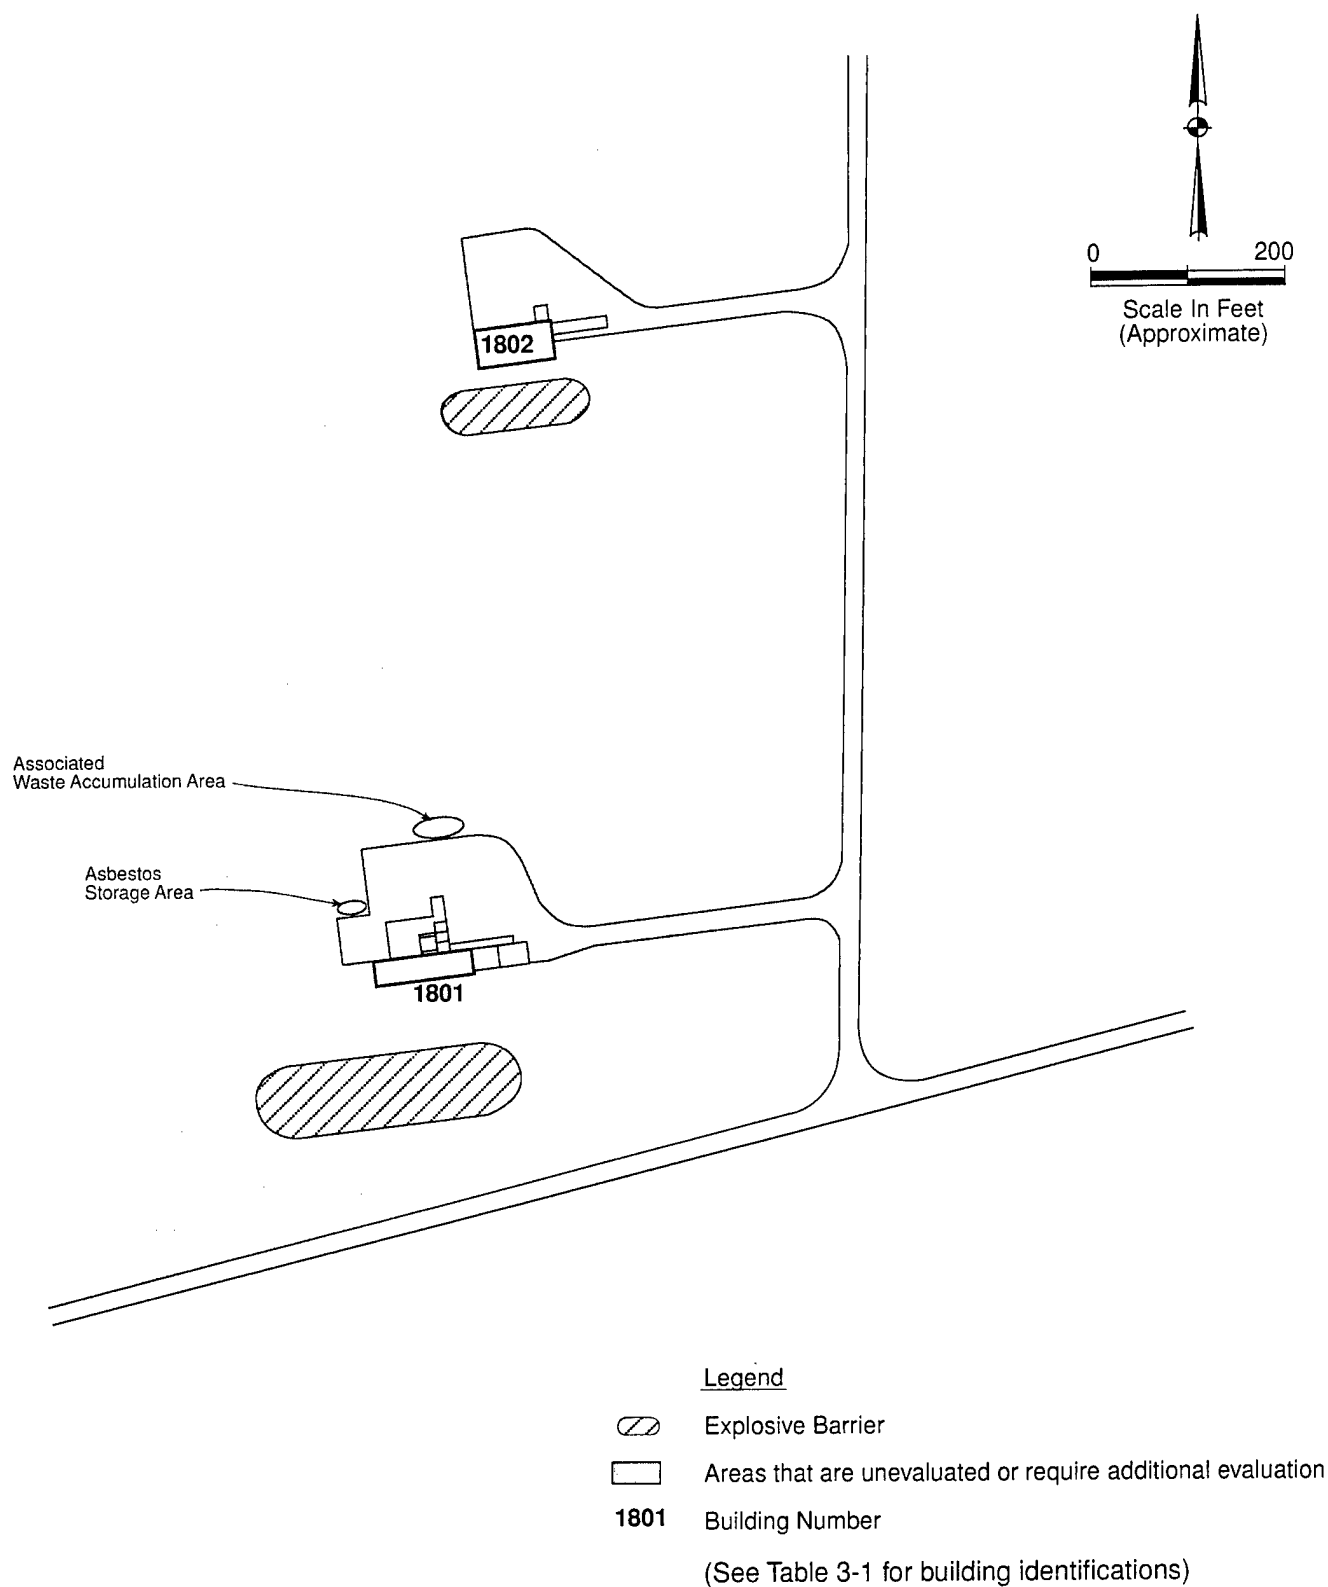 0 200
Scale In Feet
(Approximate)
1802
Associated
Waste Accumulation Area
Asbestos
Storage Area
1801
Legend
Explosive Barrier
Areas that are unevaluated or require additional evaluation
1801 Building Number
(See Table 3-1 for building identifications)